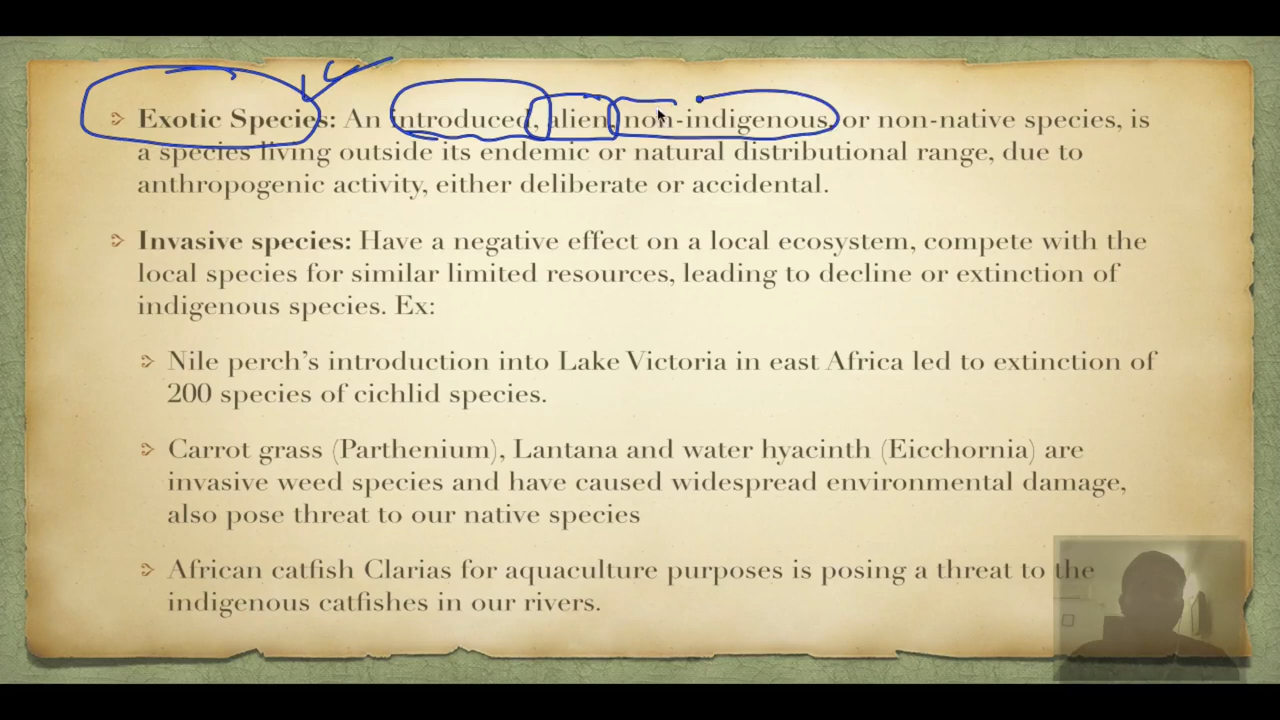 Exotic Species: An introduced, alien, non-indigenous, or non-native species, is
a species living outside its endemic or natural distributional range, due to
anthropogenic activity, either deliberate or accidental.
Invasive species: Have a negative effect on a local ecosystem, compete with the
local species for similar limited resources, leading to decline or extinction of
indigenous species. Ex:
Nile perch’s introduction into Lake Victoria in east Africa led to extinction of
200 species of cichlid species.
Carrot grass (Parthenium), Lantana and water hyacinth (Eicchornia) are
invasive weed species and have caused widespread environmental damage,
also pose threat to our native species
African catfish Clarias for aquaculture purposes is posing a threat to the
indigenous catfishes in our rivers.